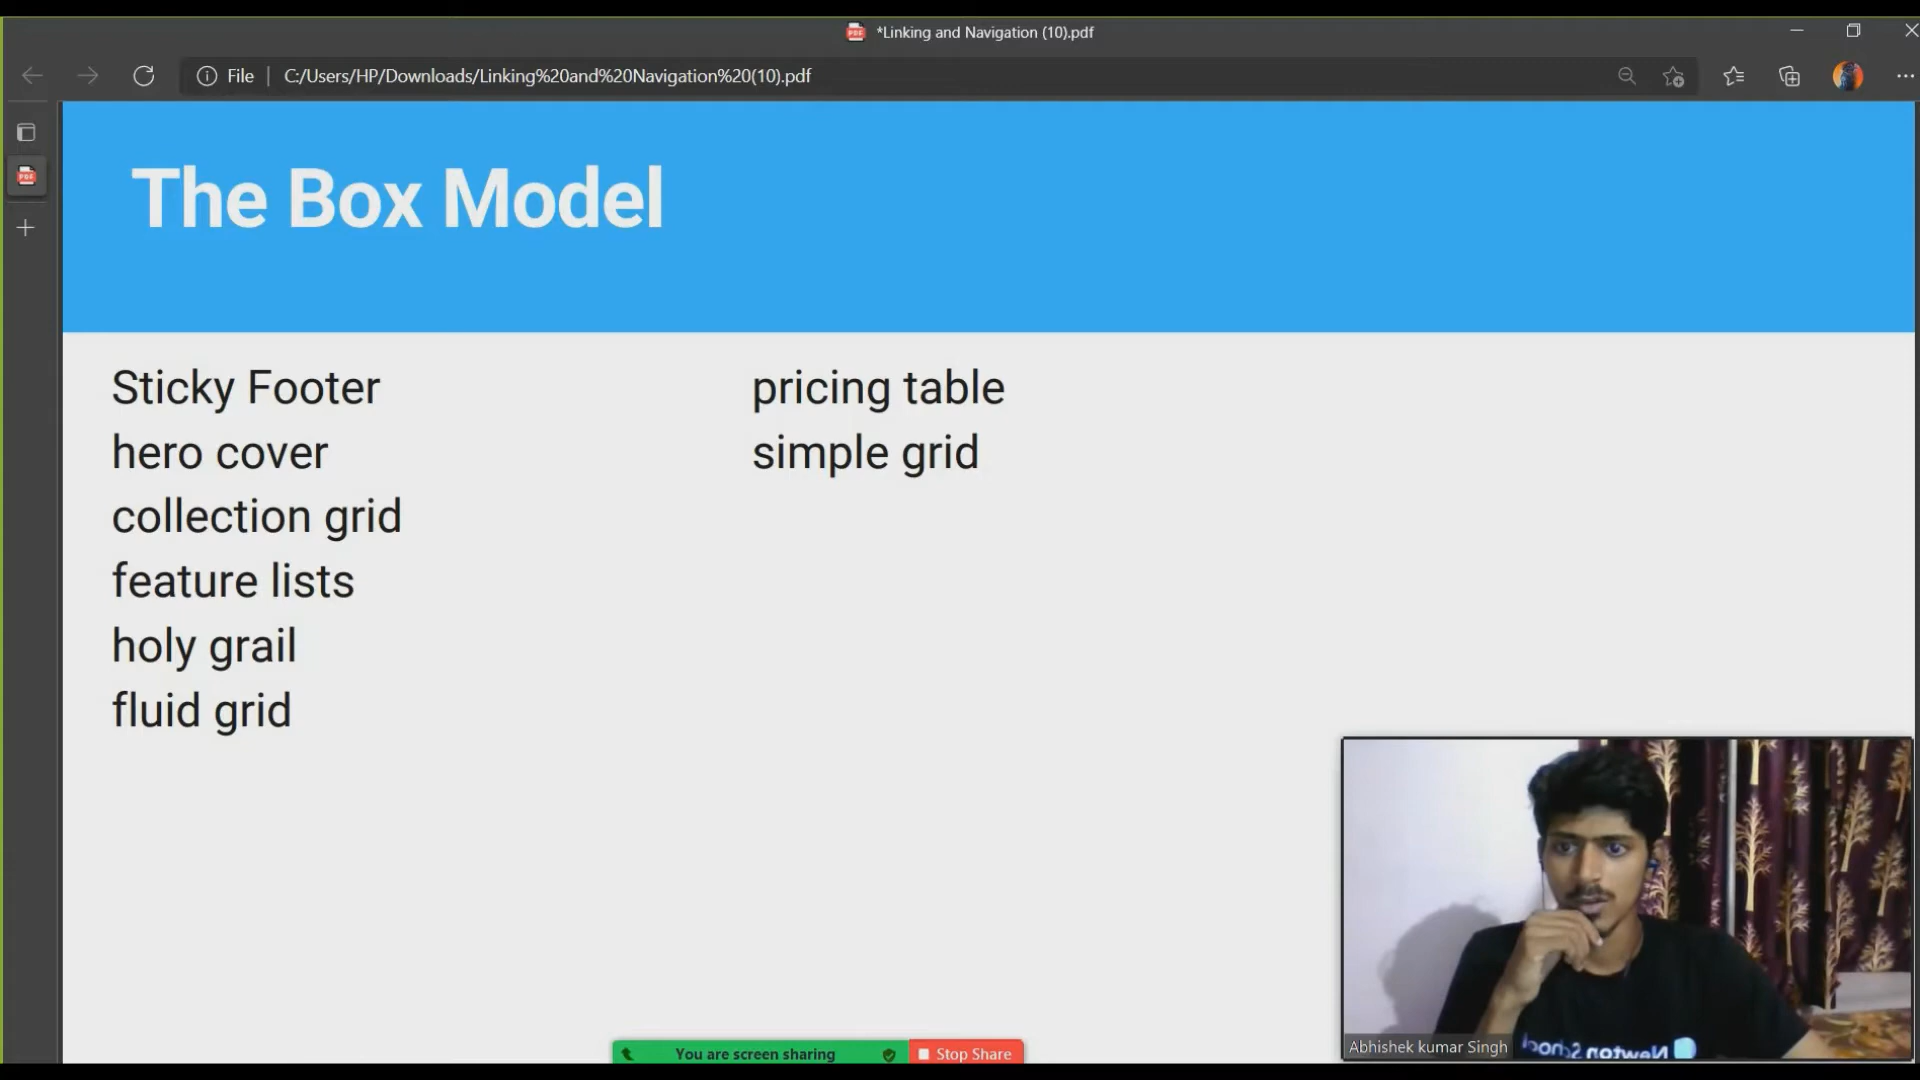 *Linking and Navigation (10).pdf
File | C:/Users/HP/Downloads/Linking%20and%20Navigation%20(10).pdf
The Box Model
Sticky Footer
hero cover
collection grid
feature lists
holy grail
fluid grid
pricing table
simple grid
Abhishek kumar Singh
Newton School
You are screen sharing
Stop Share